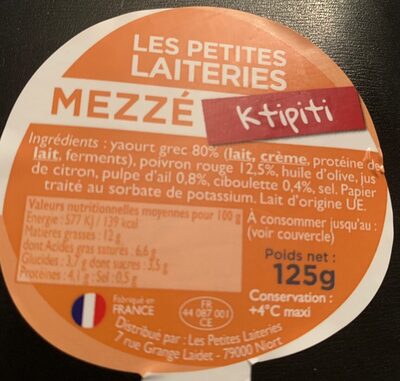 LES PETITES
LAITERIES
MEZZÉ Ktipiti
Ingrédients : yaourt grec 80% (lait, crème, protéine de
lait, ferments), poivron rouge 12,5%, huile d'olive, jus
de citron, pulpe d'ail 0,8%, ciboulette 0,4%, sel. Papier
traité au sorbate de potassium. Lait d'origine UE.
Valeurs nutritionnelles moyennes pour 100 g
Energie : 577 KJ / 139 kcal
Matières grasses : 12 g
dont Acides gras saturés : 6,6 g
Glucides : 3,7 g dont sucres : 3,5 g
Protéines : 4,1 g - Sel : 0,5 g
À consommer jusqu'au :
(voir couvercle)
Poids net :
125g
Conservation :
+4°C maxi
Fabriqué en
FRANCE
FR
44 087 001
CE
Distribué par : Les Petites Laiteries
7 rue Grange Laidet - 79000 Niort